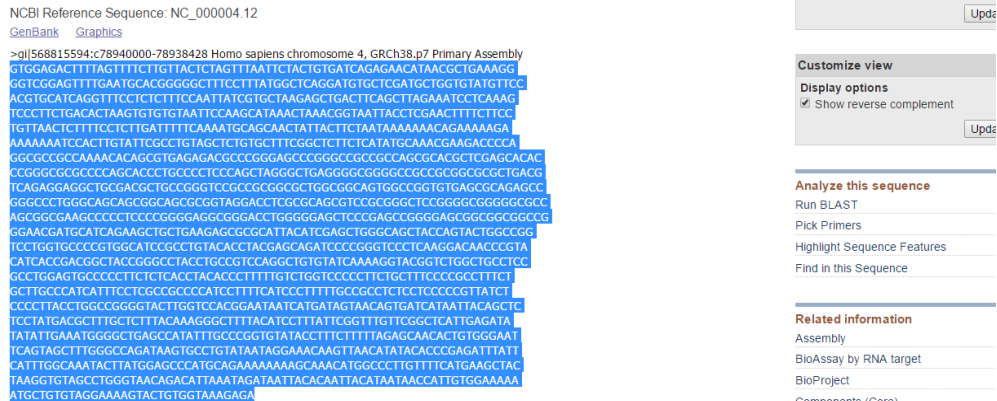 NCBI Reference Sequence: NC_000004.12
GenBank Graphics
>gi|568815594:c78940000-78938428 Homo sapiens chromosome 4, GRCh38.p7 Primary Assembly
GTGGAGACTTTTAGTTTTCTTGTTACTCTAGTTTAATTCTACTGTGATCAGAGAACATAACGCTGAAAGG
GGTCGGAGTTTTGAATGCACGGGGGCTTTCCTTTATGGCTCAGGATGTGCTCGATGCTGGTGTATGTTCC
ACGTGCATCAGGTTTCCTCTCTTTCCAATTATCGTGCTAAGAGCTGACTTCAGCTTAGAAATCCTCAAAG
TCCCTTCTGACACTAAGTGTGTGTAATTCCAAGCATAAACTAAACGGTAATTACCTCGAACTTTTCTTCC
TGTTAACTCTTTTCCTCTTGATTTTTCAAAATGCAGCAACTATTACTTCTAATAAAAAAACAGAAAAAGA
AAAAAAATCCACTTGTATTCGCCTGTAGCTCTGTGCTTTCGGCTCTTCTCATATGCAAACGAAGACCCCA
GGCGCCGCCAAAACACAGCGTGAGAGACGCCCGGGAGCCCGGGCCGCCGCCAGCGCACGCTCGAGCACAC
CCGGGCGCGCCCCAGCACCCTGCCCCTCCCAGCTAGGGCTGAGGGGCGGGGCCGCCGCGGCGCGCTGACG
TCAGAGGAGGCTGCGACGCTGCCGGGTCCGCCGCGGCGCTGGCGGCAGTGGCCGGTGTGAGCGCAGAGCC
GGGCCCTGGGCAGCAGCGGCAGCGCGGTAGGACCTCGCGCAGCGTCCGCGGGCTCCGGGGCGGGGGCGCC
AGCGGCGAAGCCCCCTCCCCGGGGAGGCGGGACCTGGGGGAGCTCCCGAGCCGGGGAGCGGCGGCGGCCG
GGAACGATGCATCAGAAGCTGCTGAAGAGCGCGCATTACATCGAGCTGGGCAGCTACCAGTACTGGCCGG
TCCTGGTGCCCCGTGGCATCCGCCTGTACACCTACGAGCAGATCCCCGGGTCCCTCAAGGACAACCCGTA
CATCACCGACGGCTACCGGGCCTACCTGCCGTCCAGGCTGTGTATCAAAAGGTACGGTCTGGCTGCCTCC
GCCTGGAGTGCCCCCTTCTCTCACCTACACCCTTTTTGTCTGGTCCCCCTTCTGCTTTCCCCGCCTTTCT
GCTTGCCCATCATTTCCTCGCCGCCCCATCCTTTTCATCCCTTTTTGCCGCCTCTCCTCCCCCGTTATCT
CCCCTTACCTGGCCGGGGTACTTGGTCCACGGAATAATCATGATAGTAACAGTGATCATAATTACAGCTC
TCCTATGACGCTTTGCTCTTTACAAAGGGCTTTTACATCCTTTATTCGGTTTGTTCGGCTCATTGAGATA
TATATTGAAATGGGGCTGAGCCATATTTGCCCGGTGTATACCTTTCTTTTTAGAGCAACACTGTGGGAAT
TCAGTAGCTTTGGGCCAGATAAGTGCCTGTATAATAGGAAACAAGTTAACATATACACCCGAGATTTATT
CATTTGGCAAATACTTATGGAGCCCATGCAGAAAAAAAAGCAAACATGGCCCTTGTTTTCATGAAGCTAC
TAAGGTGTAGCCTGGGTAACAGACATTAAATAGATAATTACACAATTACATAATAACCATTGTGGAAAAA
ATGCTGTGTAGGAAAAGTACTGTGGTAAAGAGA
Customize view
Display options
Show reverse complement
Analyze this sequence
Run BLAST
Pick Primers
Highlight Sequence Features
Find in this Sequence
Related information
Assembly
BioAssay by RNA target
BioProject
Components (Core)